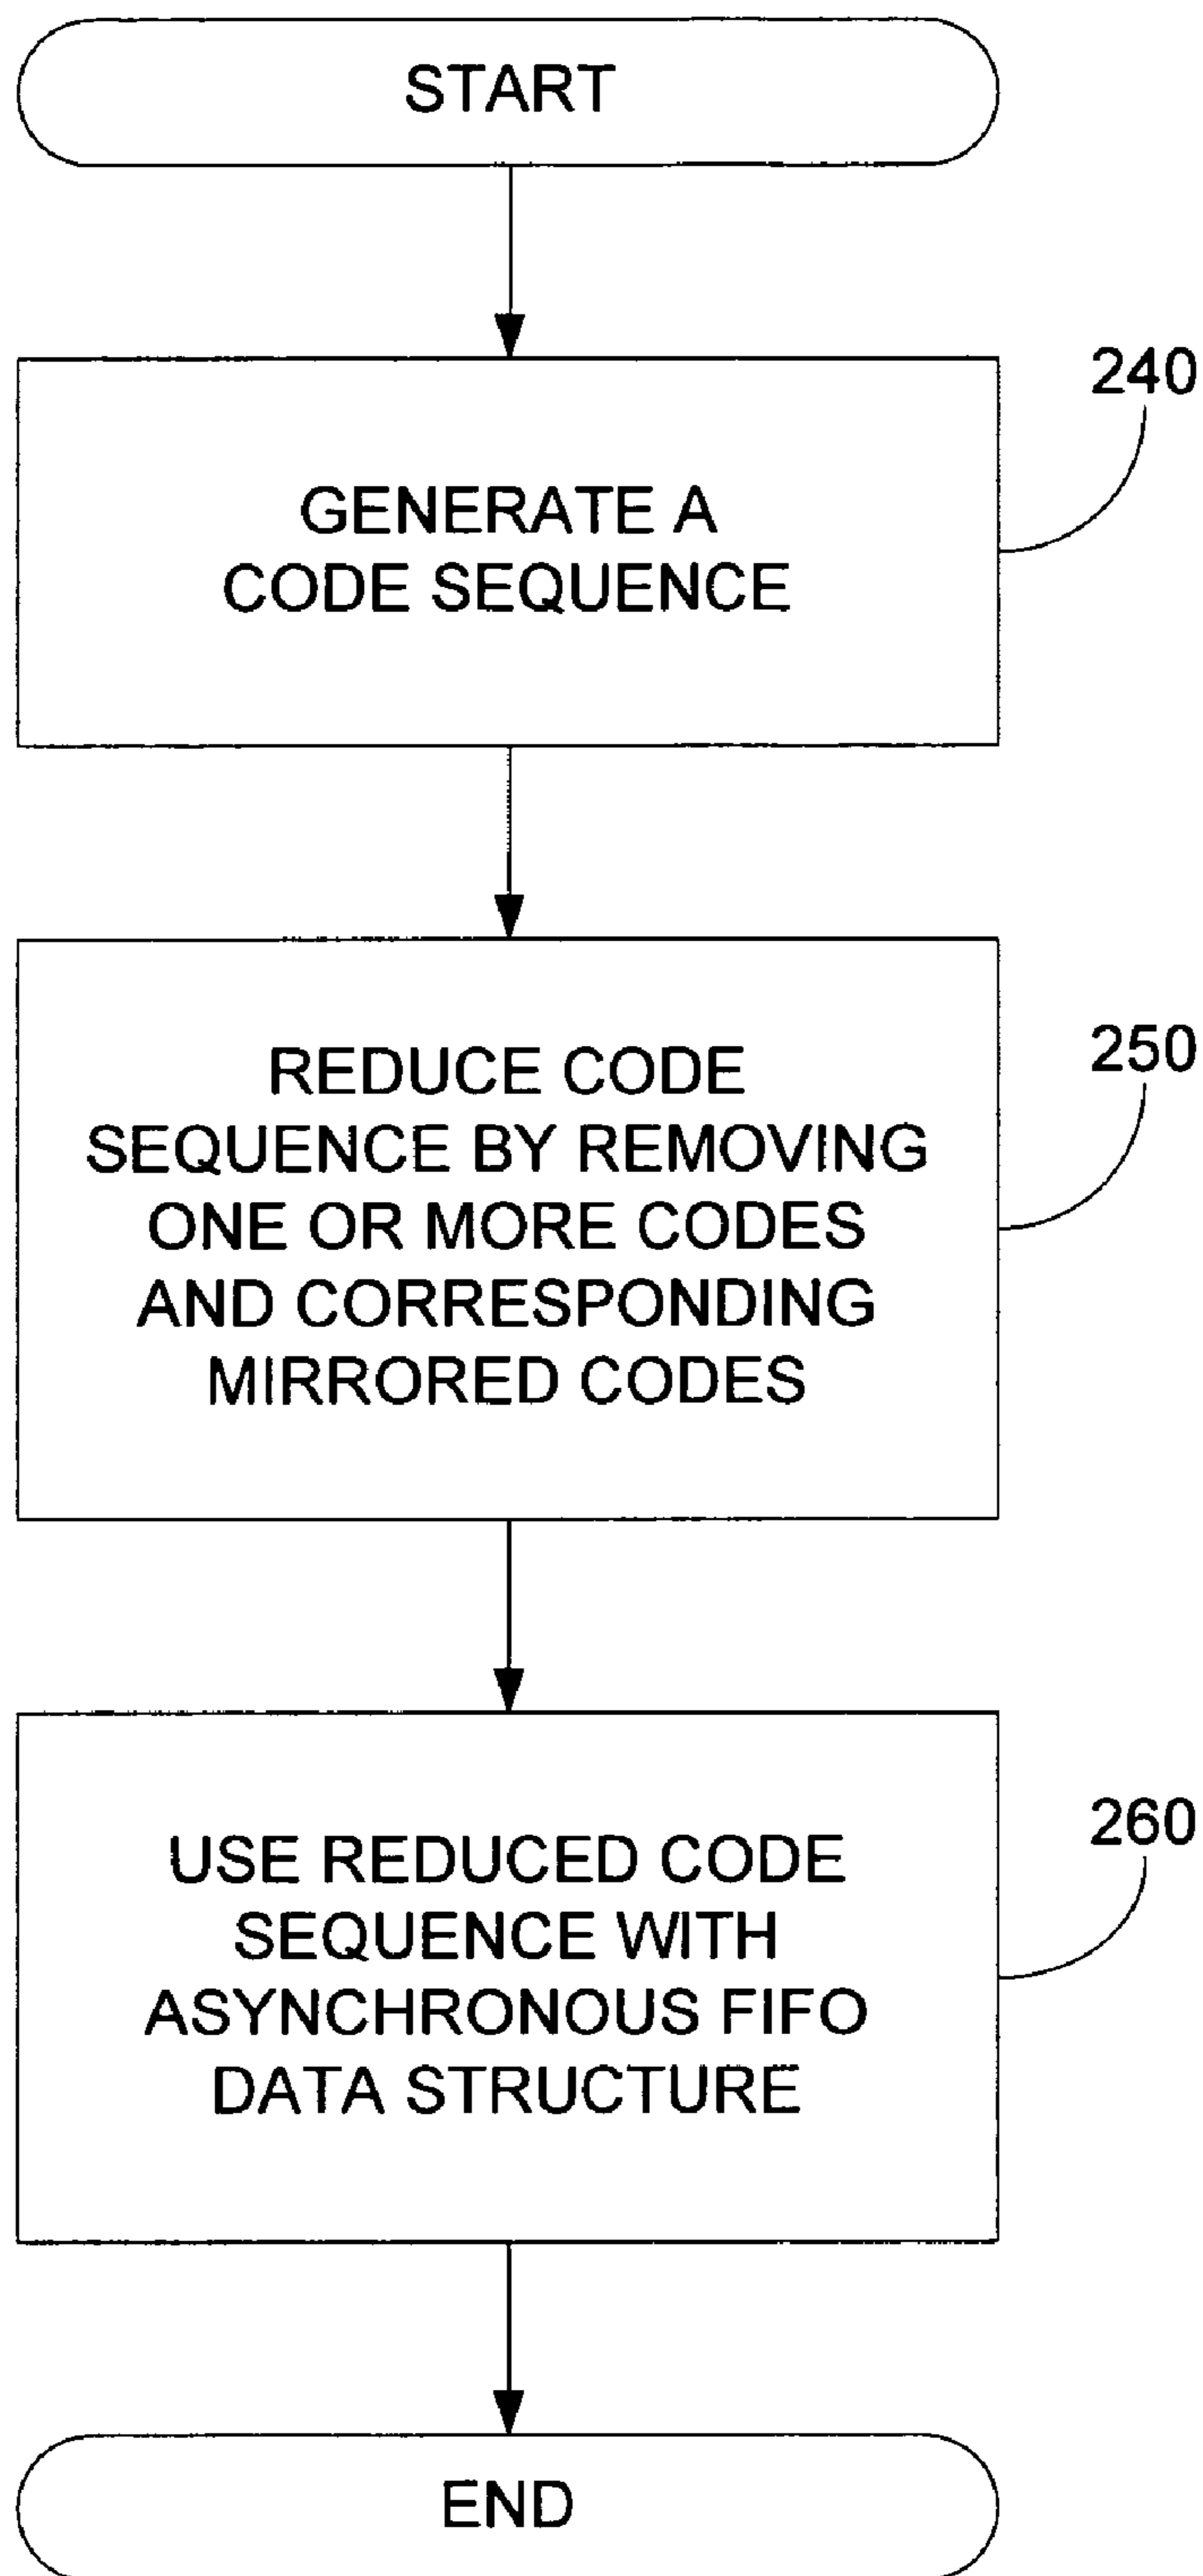 START
240
GENERATE A
CODE SEQUENCE
250
REDUCE CODE
SEQUENCE BY REMOVING
ONE OR MORE CODES
AND CORRESPONDING
MIRRORED CODES
260
USE REDUCED CODE
SEQUENCE WITH
ASYNCHRONOUS FIFO
DATA STRUCTURE
END